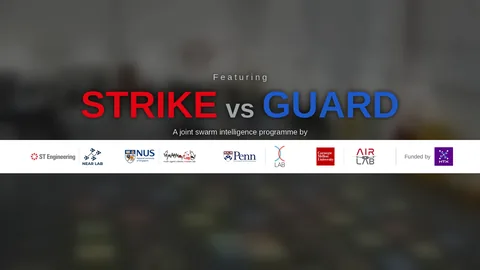 Featuring
STRIKE vs GUARD
A joint swarm intelligence programme by
ST Engineering
NEAR LAB
NUS
Penn
LAB
Carnegie
Mellon
University
AIR
LAB
Funded by
HTX